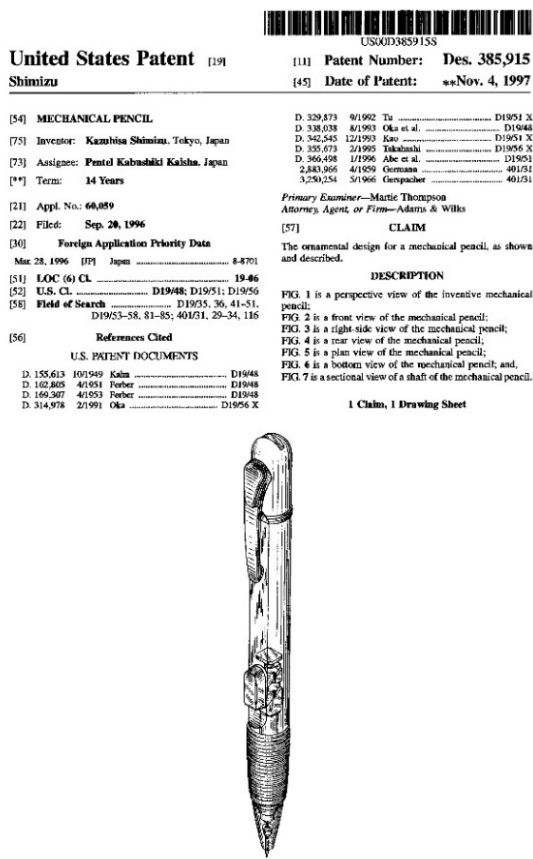 US00D385915S
United States Patent [19]
Shimizu
[11] Patent Number: Des. 385,915
[45] Date of Patent: **Nov. 4, 1997
[54] MECHANICAL PENCIL
[75] Inventor: Kazuhisa Shimizu, Tokyo, Japan
[73] Assignee: Pentel Kabushiki Kaisha, Japan
[**] Term: 14 Years
[21] Appl. No.: 60,059
[22] Filed: Sep. 20, 1996
[30] Foreign Application Priority Data
Mar. 28, 1996 [JP] Japan ................................ 8-8701
[51] LOC (6) Cl. ................................ 19-06
[52] U.S. Cl. ........................ D19/48; D19/51; D19/56
[58] Field of Search ........................ D19/35, 36, 41-51,
D19/53-58, 81-85; 401/31, 29-34, 116
[56] References Cited
U.S. PATENT DOCUMENTS
D. 155,613 10/1949 Kahn ................................ D19/48
D. 162,805 4/1951 Ferber ................................ D19/48
D. 169,307 4/1953 Ferber ................................ D19/48
D. 314,978 2/1991 Oka ................................ D19/56 X
D. 329,873 9/1992 Tu ................................ D19/51 X
D. 338,038 8/1993 Oka et al. ................................ D19/48
D. 342,545 12/1993 Kao ................................ D19/51 X
D. 355,673 2/1995 Takahashi ................................ D19/56 X
D. 366,498 1/1996 Abe et al. ................................ D19/51
2,883,966 4/1959 Germann ................................ 401/31
3,250,254 5/1966 Gerspacher ................................ 401/31
Primary Examiner—Martie Thompson
Attorney, Agent, or Firm—Adams & Wilks
[57] CLAIM
The ornamental design for a mechanical pencil, as shown
and described.
DESCRIPTION
FIG. 1 is a perspective view of the inventive mechanical
pencil;
FIG. 2 is a front view of the mechanical pencil;
FIG. 3 is a right-side view of the mechanical pencil;
FIG. 4 is a rear view of the mechanical pencil;
FIG. 5 is a plan view of the mechanical pencil;
FIG. 6 is a bottom view of the mechanical pencil; and,
FIG. 7 is a sectional view of a shaft of the mechanical pencil.
1 Claim, 1 Drawing Sheet